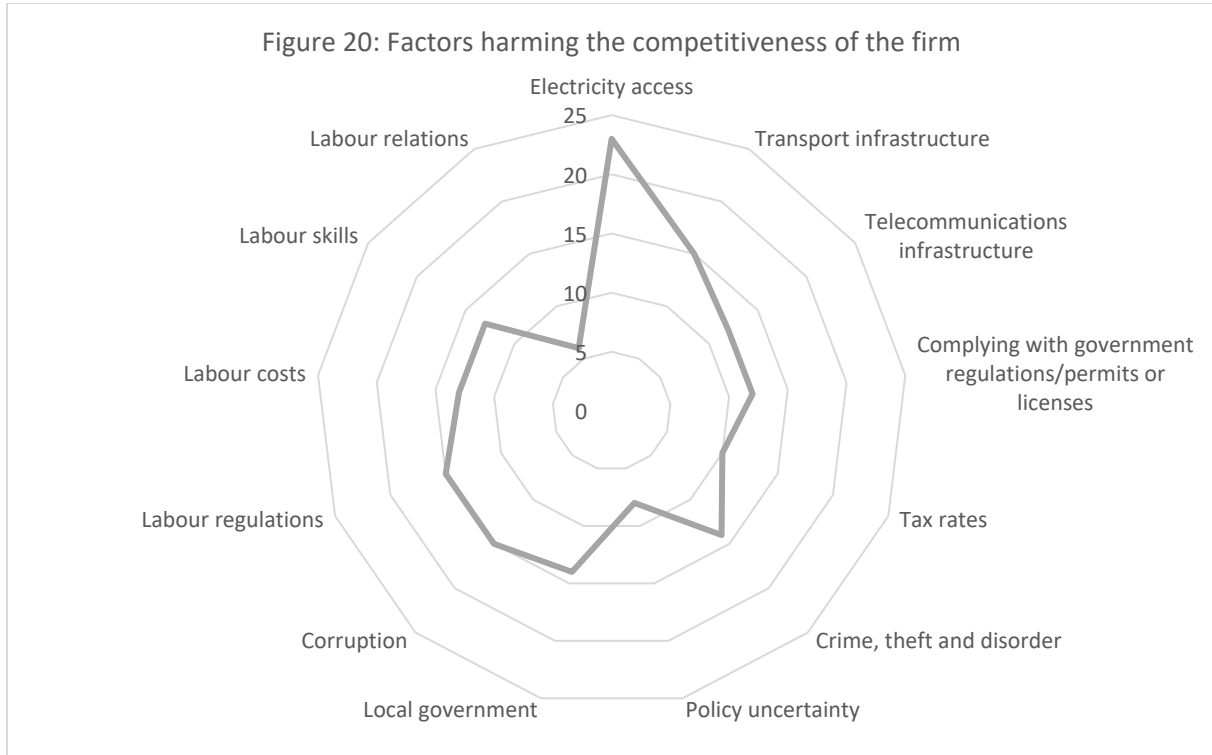 Figure 20: Factors harming the competitiveness of the firm
Electricity access
Transport infrastructure
Telecommunications
infrastructure
Complying with government
regulations/permits or
licenses
Tax rates
Crime, theft and disorder
Policy uncertainty
Local government
Corruption
Labour regulations
Labour costs
Labour skills
Labour relations
25
20
15
10
5
0